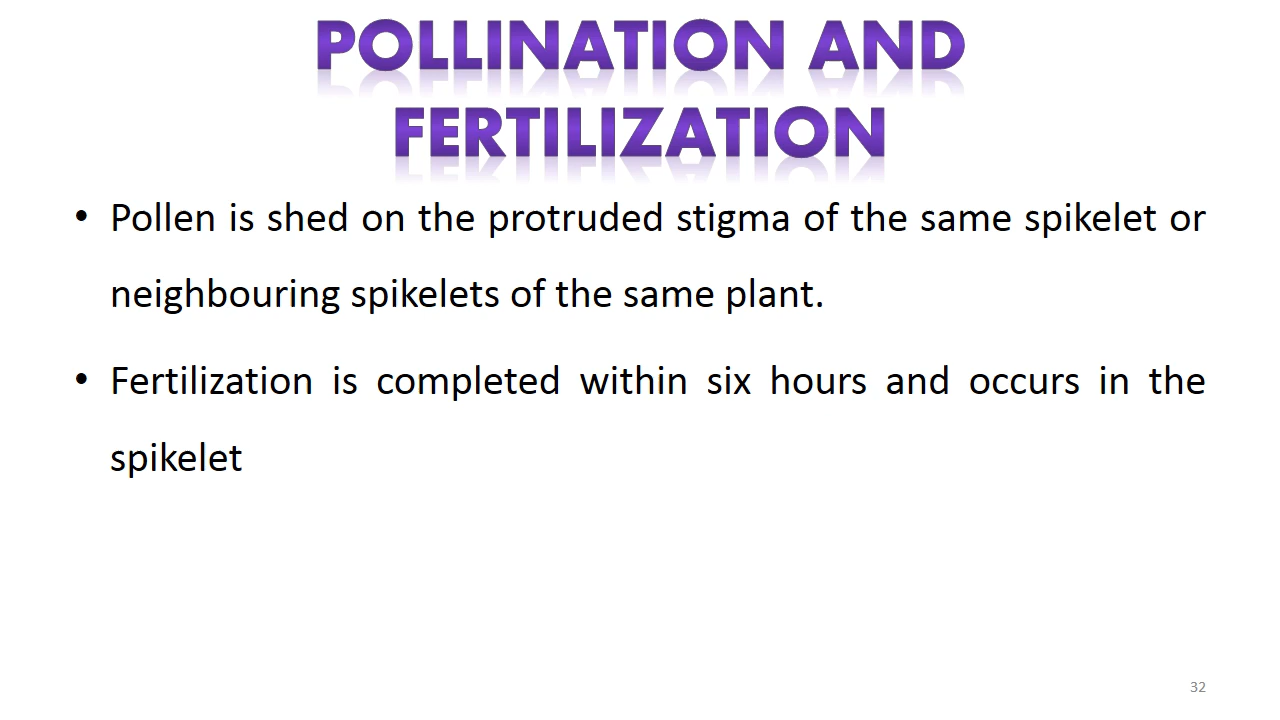 POLLINATION AND
FERTILIZATION
• Pollen is shed on the protruded stigma of the same spikelet or
neighbouring spikelets of the same plant.
• Fertilization is completed within six hours and occurs in the
spikelet
32